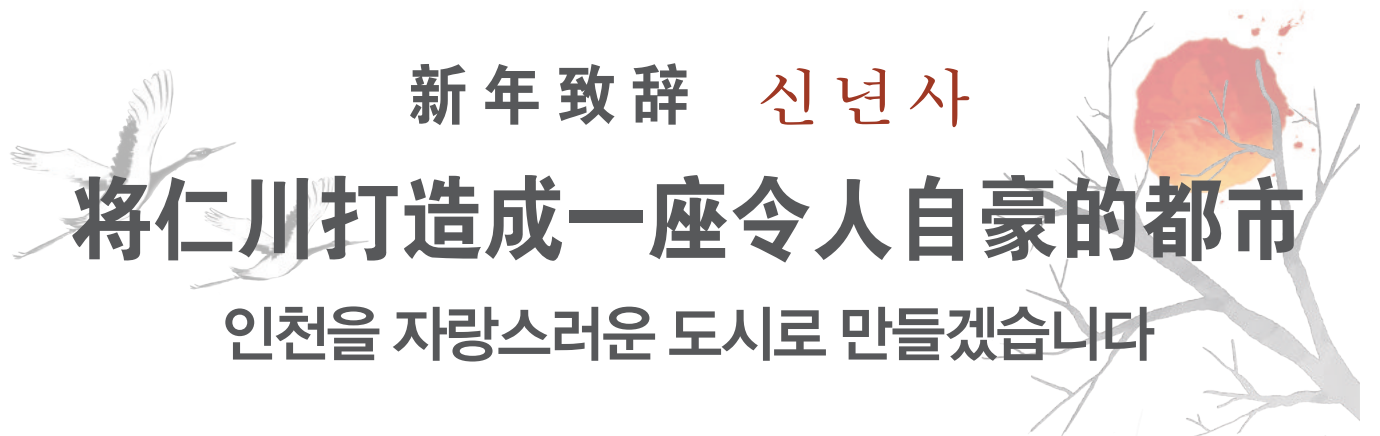 新年致辞 신년사
将仁川打造成一座令人自豪的都市
인천을 자랑스러운 도시로 만들겠습니다